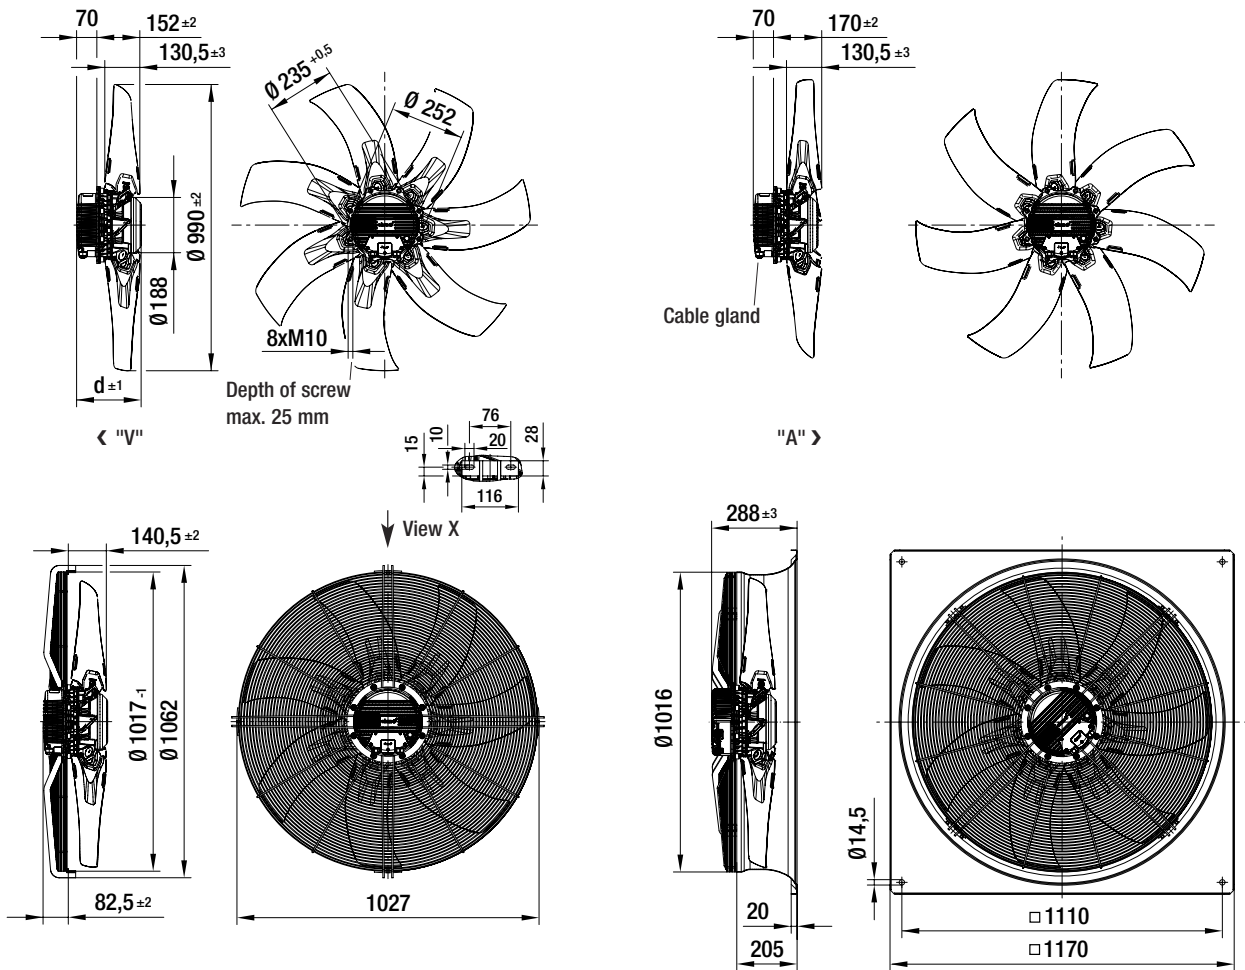 70
152 ±2
130,5 ±3
Ø 235 +0,5
Ø 252
Ø 990 ±2
Ø 188
8xM10
d ±1
Depth of screw
max. 25 mm
❮ "V"
70
170 ±2
130,5 ±3
Cable gland
"A" ❯
76
20
10
15
28
116
View X
140,5 ±2
Ø 1017 -1
Ø 1062
82,5 ±2
1027
288 ±3
Ø1016
20
205
Ø14,5
□ 1110
□ 1170